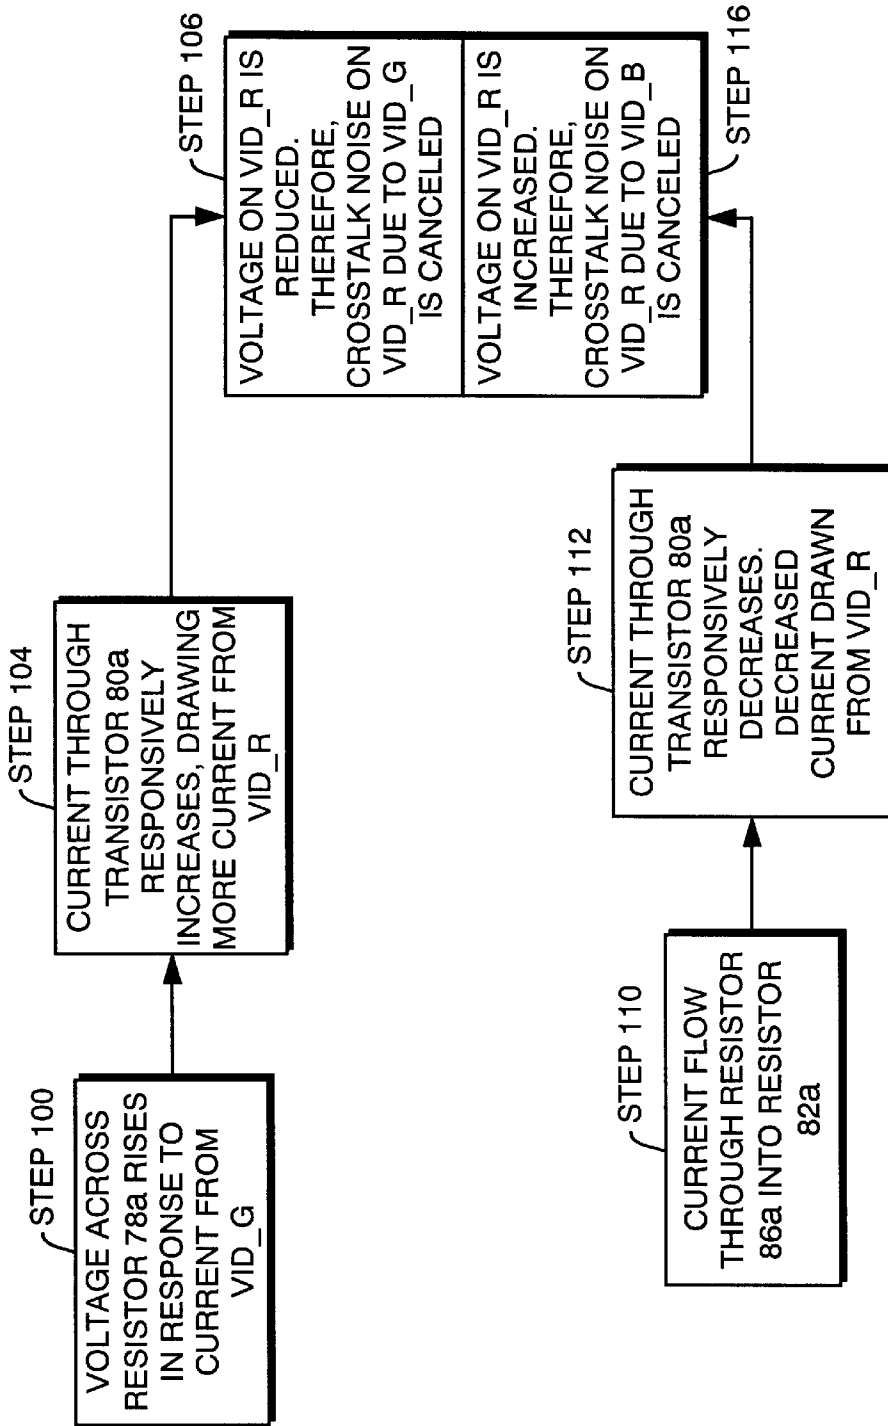 STEP 100
VOLTAGE ACROSS
RESISTOR 78a RISES
IN RESPONSE TO
CURRENT FROM
VID_G
STEP 104
CURRENT THROUGH
TRANSISTOR 80a
RESPONSIVELY
INCREASES, DRAWING
MORE CURRENT FROM
VID_R
STEP 106
VOLTAGE ON VID_R IS
REDUCED.
THEREFORE,
CROSSTALK NOISE ON
VID_R DUE TO VID_G
IS CANCELED
STEP 110
CURRENT FLOW
THROUGH RESISTOR
86a INTO RESISTOR
82a
STEP 112
CURRENT THROUGH
TRANSISTOR 80a
RESPONSIVELY
DECREASES.
DECREASED
CURRENT DRAWN
FROM VID_R
VOLTAGE ON VID_R IS
INCREASED.
THEREFORE,
CROSSTALK NOISE ON
VID_R DUE TO VID_B
IS CANCELED
STEP 116